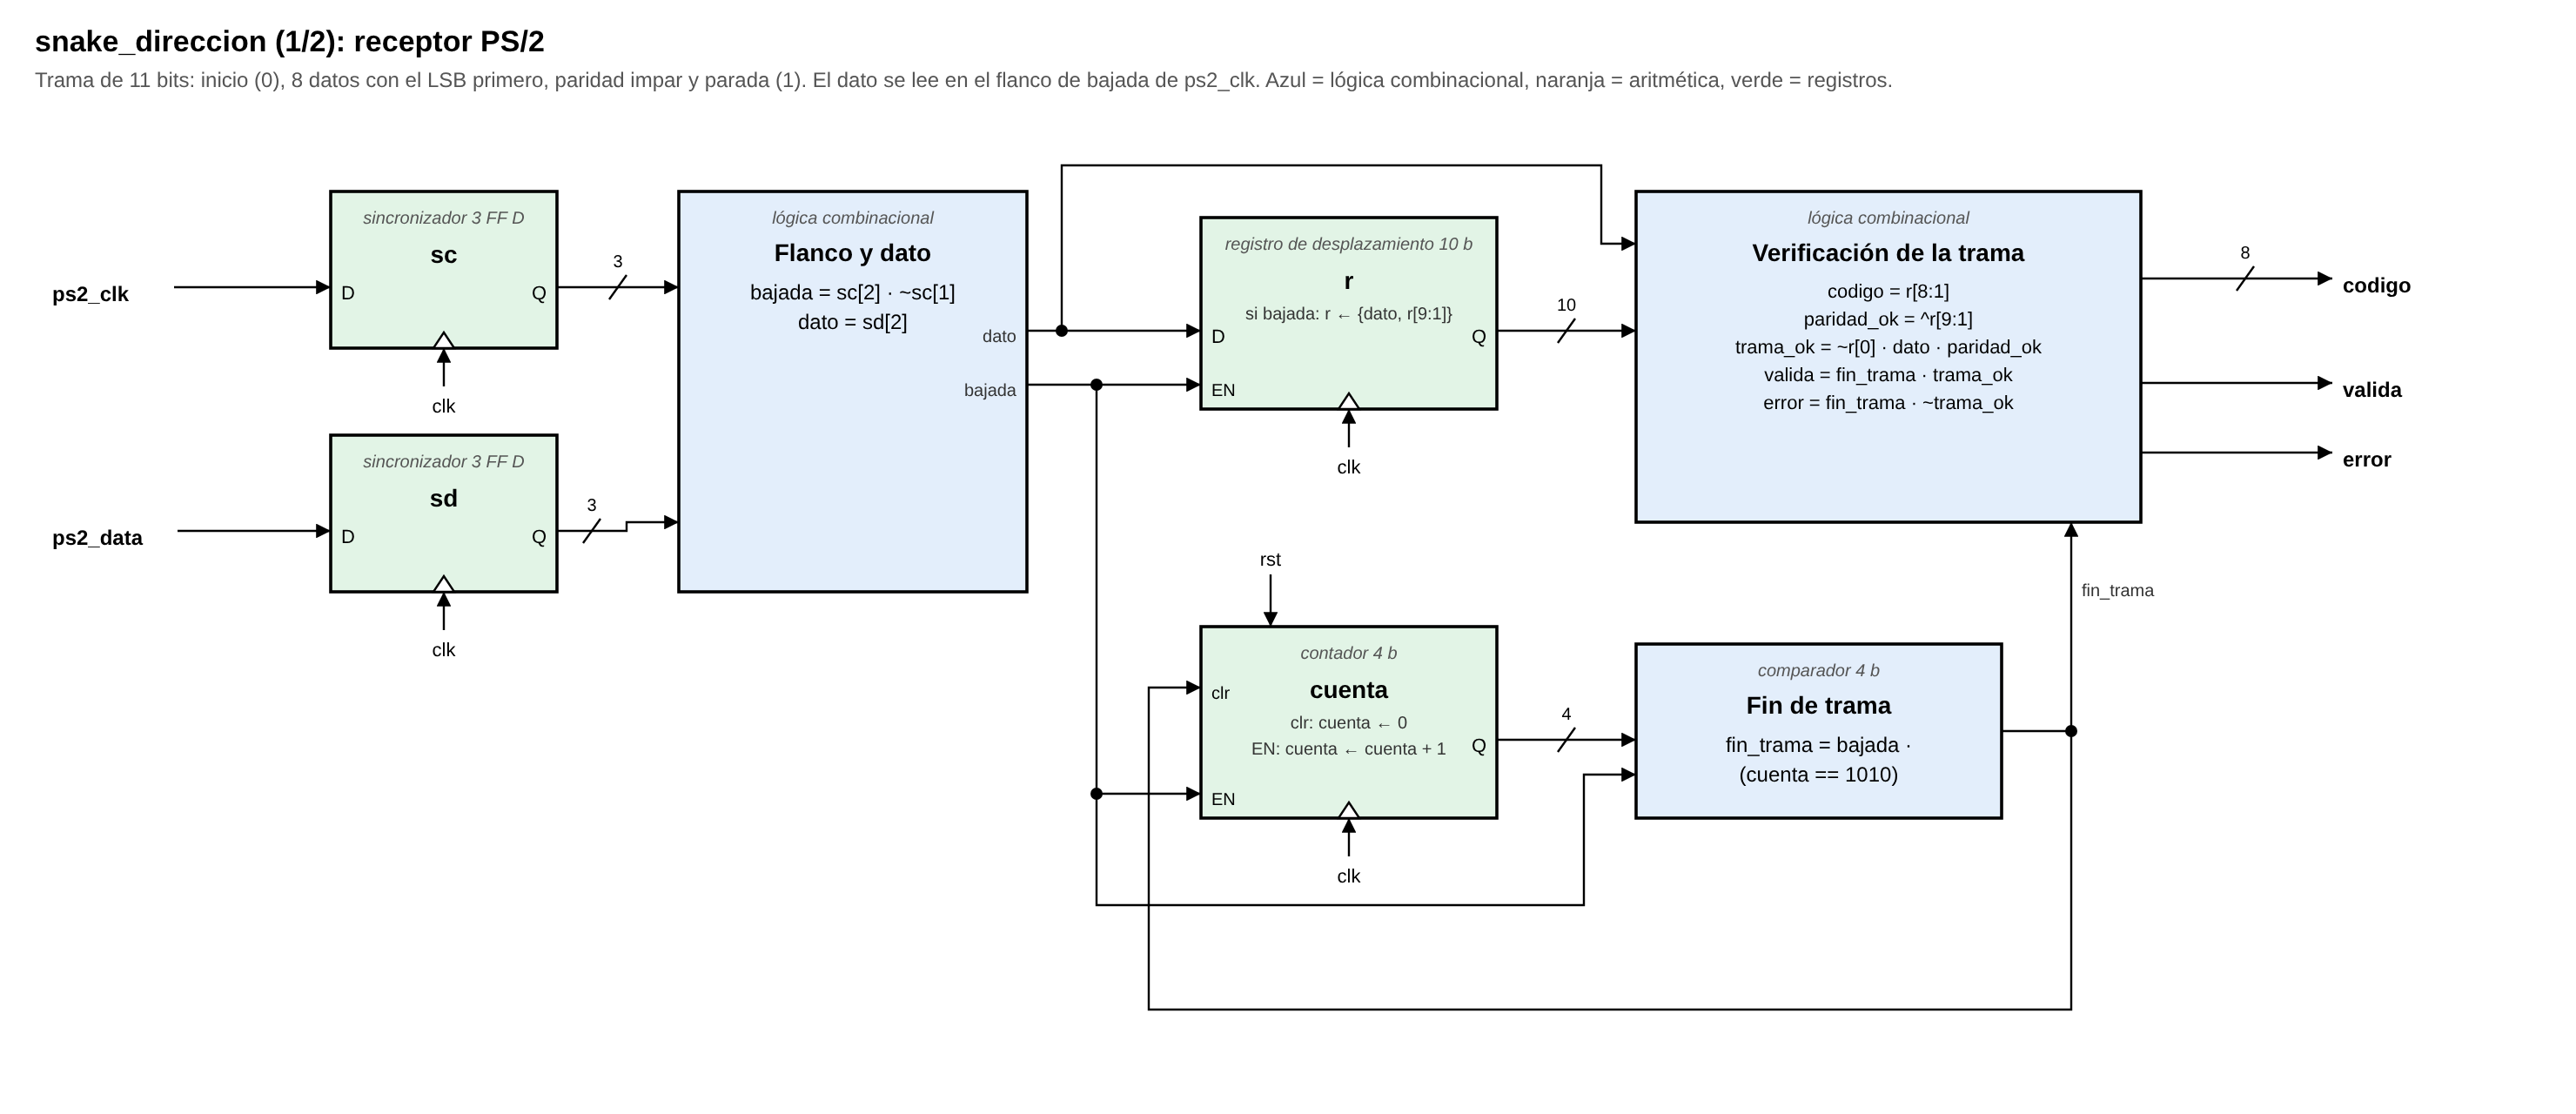 snake_direccion (1/2): receptor PS/2
Trama de 11 bits: inicio (0), 8 datos con el LSB primero, paridad impar y parada (1). El dato se lee en el flanco de bajada de ps2_clk. Azul = lógica combinacional, naranja = aritmética, verde = registros.
ps2_clk
sincronizador 3 FF D
sc
D
Q
clk
3
ps2_data
sincronizador 3 FF D
sd
D
Q
clk
3
lógica combinacional
Flanco y dato
bajada = sc[2] · ~sc[1]
dato = sd[2]
dato
bajada
registro de desplazamiento 10 b
r
si bajada: r ← {dato, r[9:1]}
D
Q
EN
clk
10
lógica combinacional
Verificación de la trama
codigo = r[8:1]
paridad_ok = ^r[9:1]
trama_ok = ~r[0] · dato · paridad_ok
valida = fin_trama · trama_ok
error = fin_trama · ~trama_ok
8
codigo
valida
error
rst
contador 4 b
cuenta
clr
clr: cuenta ← 0
EN: cuenta ← cuenta + 1
Q
EN
clk
4
comparador 4 b
Fin de trama
fin_trama = bajada ·
(cuenta == 1010)
fin_trama